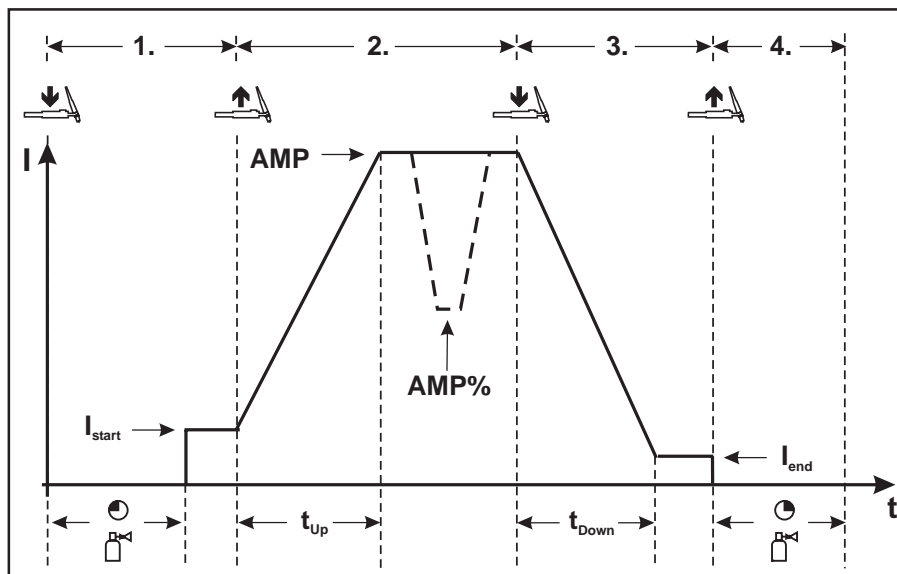 1. 2. 3. 4.
I
AMP
AMP%
Istart
Iend
t
tUp
tDown